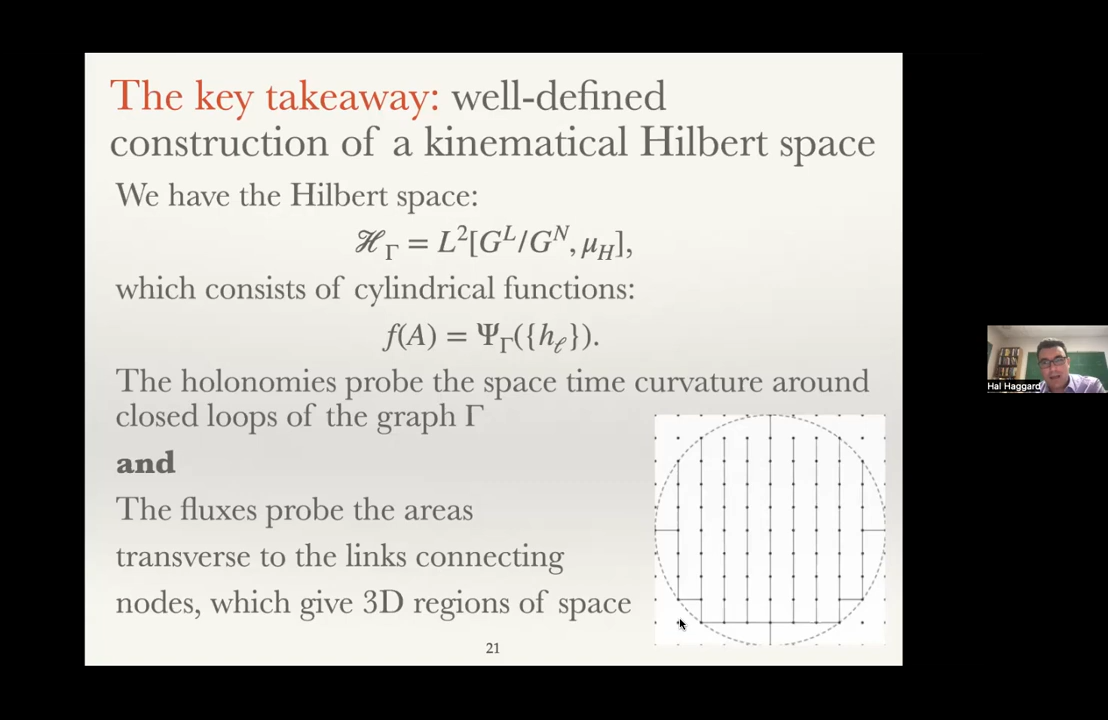 The key takeaway: well-defined
construction of a kinematical Hilbert space
We have the Hilbert space:
ℋ_Γ = L²[G^L/G^N, μ_H],
which consists of cylindrical functions:
f(A) = Ψ_Γ({h_ℓ}).
The holonomies probe the space time curvature around
closed loops of the graph Γ
and
The fluxes probe the areas
transverse to the links connecting
nodes, which give 3D regions of space
21
Hal Haggard